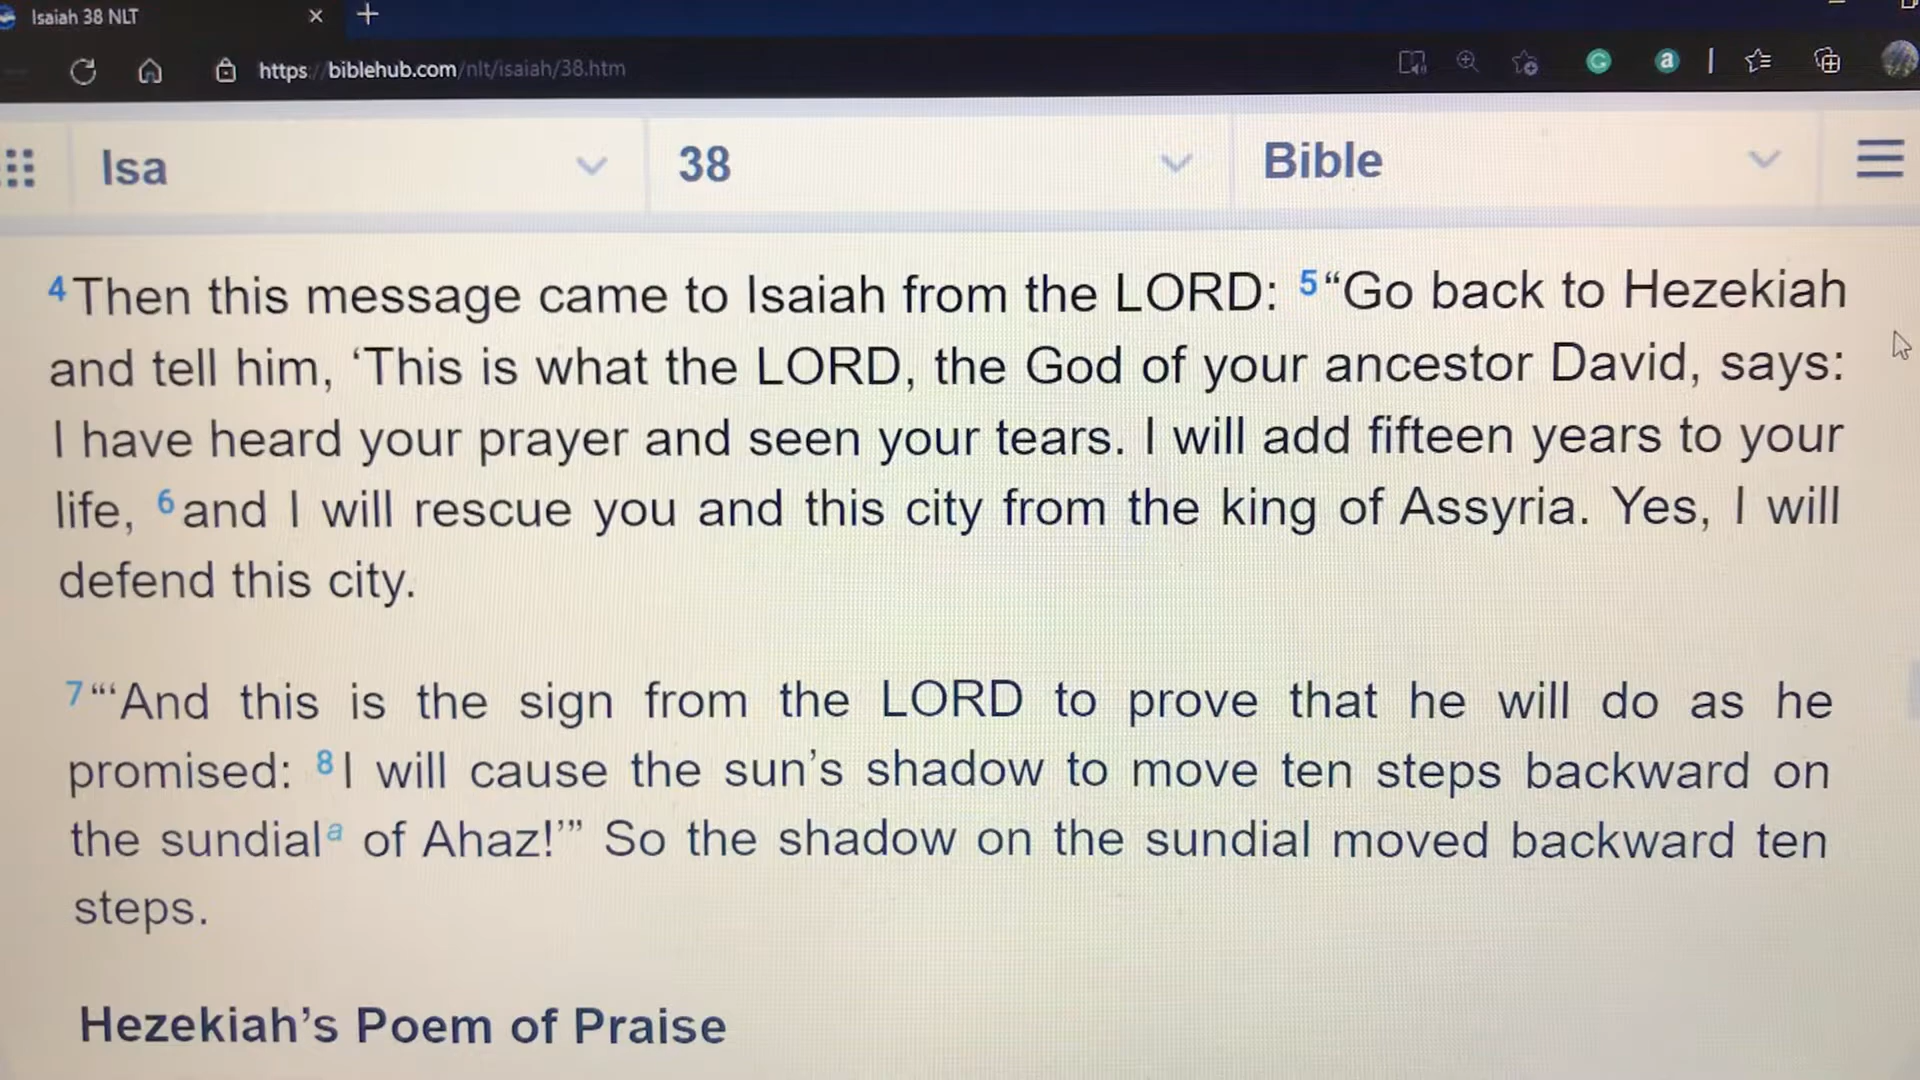 Isaiah 38 NLT
https://biblehub.com/nlt/isaiah/38.htm
Isa 38 Bible
4 Then this message came to Isaiah from the LORD: 5 “Go back to Hezekiah
and tell him, ‘This is what the LORD, the God of your ancestor David, says:
I have heard your prayer and seen your tears. I will add fifteen years to your
life, 6 and I will rescue you and this city from the king of Assyria. Yes, I will
defend this city.
7 “‘And this is the sign from the LORD to prove that he will do as he
promised: 8 I will cause the sun’s shadow to move ten steps backward on
the sundial a of Ahaz!’” So the shadow on the sundial moved backward ten
steps.
Hezekiah’s Poem of Praise